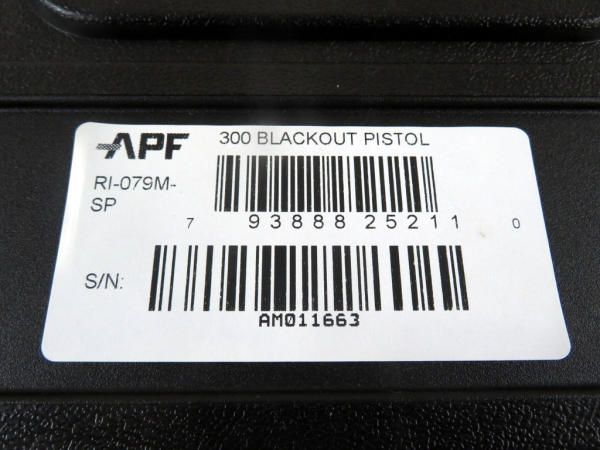 APF
300 BLACKOUT PISTOL
RI-079M-
SP
7 93888 25211 0
S/N:
AM011663